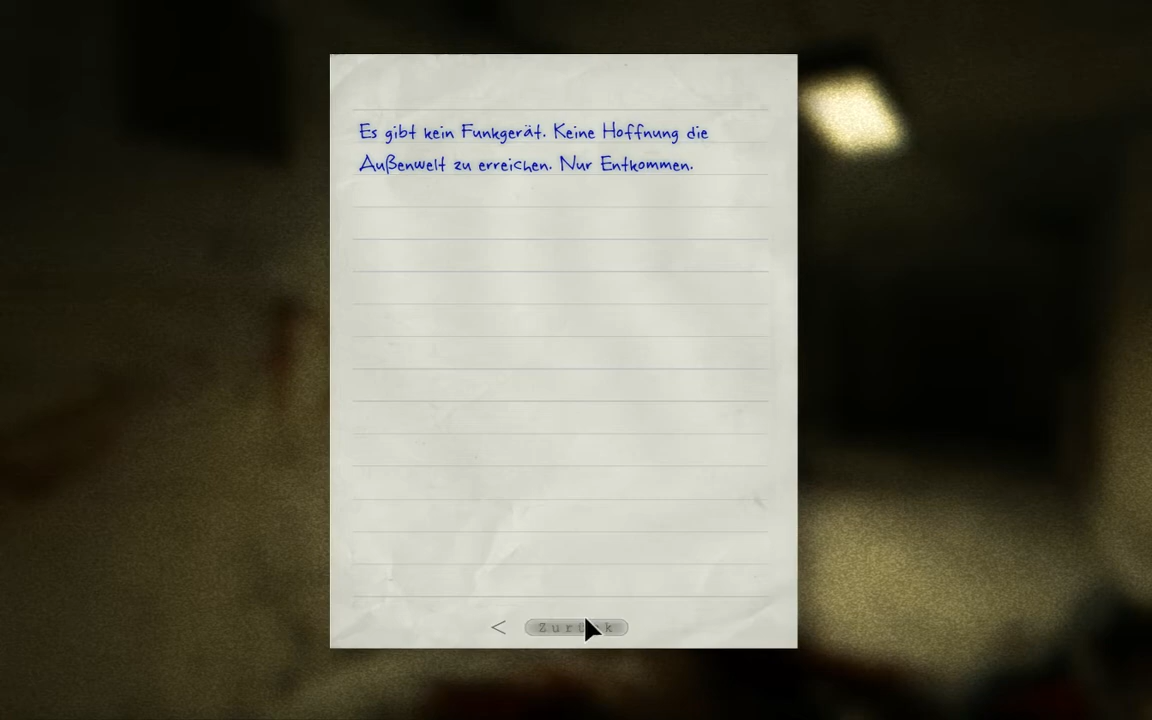 Es gibt kein Funkgerät. Keine Hoffnung die
Außenwelt zu erreichen. Nur Entkommen.
<